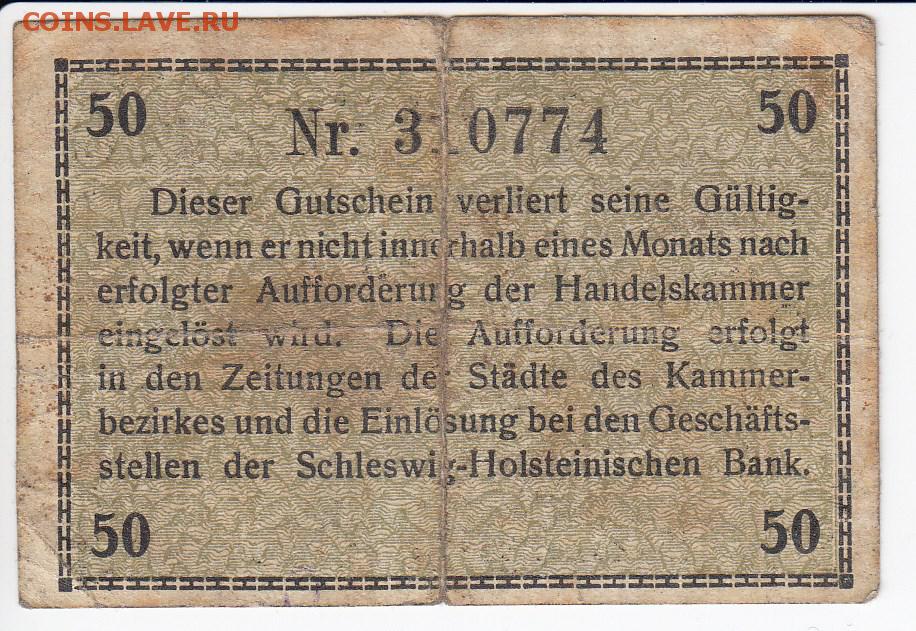 COINS.LAVE.RU
50
50
Nr.
Dieser Gutschein verliert seine Gültig-
keit, wenn er nicht innerhalb eines Monats nach
erfolgter Aufforderung der Handelskammer
eingelöst wird. Die Aufforderung erfolgt
in den Zeitungen der Städte des Kammer-
bezirkes und die Einlösung bei den Geschäfts-
stellen der Schleswig-Holsteinischen Bank.
50
50